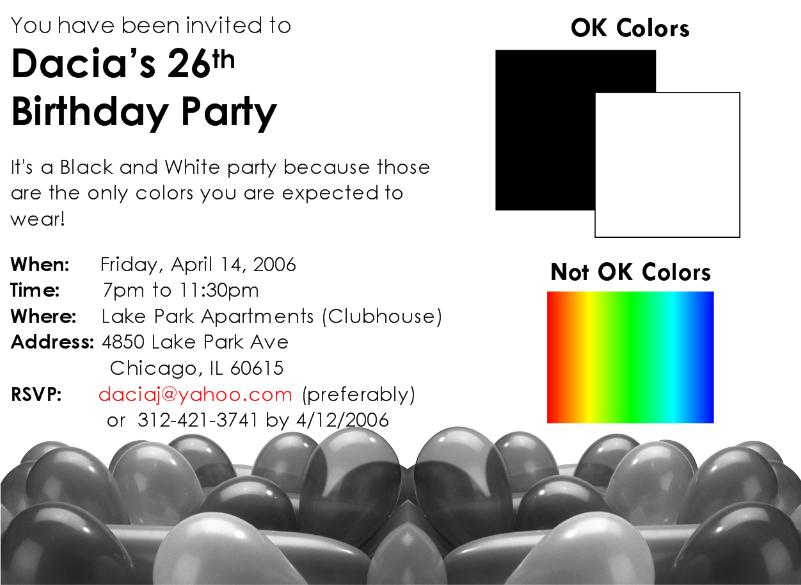 You have been invited to
Dacia's 26th
Birthday Party
It's a Black and White party because those
are the only colors you are expected to
wear!
When: Friday, April 14, 2006
Time: 7pm to 11:30pm
Where: Lake Park Apartments (Clubhouse)
Address: 4850 Lake Park Ave
Chicago, IL 60615
RSVP: daciaj@yahoo.com (preferably)
or 312-421-3741 by 4/12/2006
OK Colors
Not OK Colors